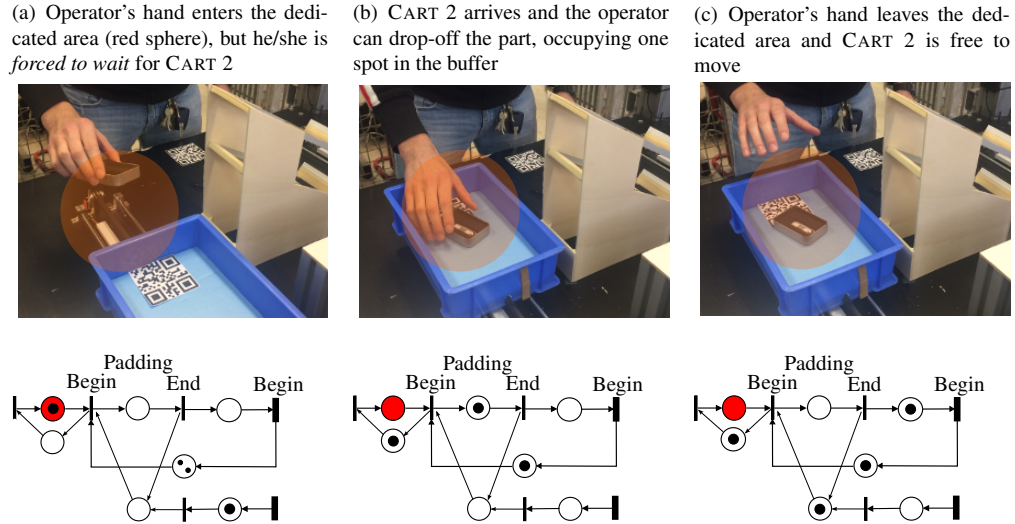 (a) Operator's hand enters the dedi-
cated area (red sphere), but he/she is
forced to wait for CART 2
(b) CART 2 arrives and the operator
can drop-off the part, occupying one
spot in the buffer
(c) Operator's hand leaves the ded-
icated area and CART 2 is free to
move
Padding
Begin
End
Begin
Padding
Begin
End
Begin
Padding
Begin
End
Begin